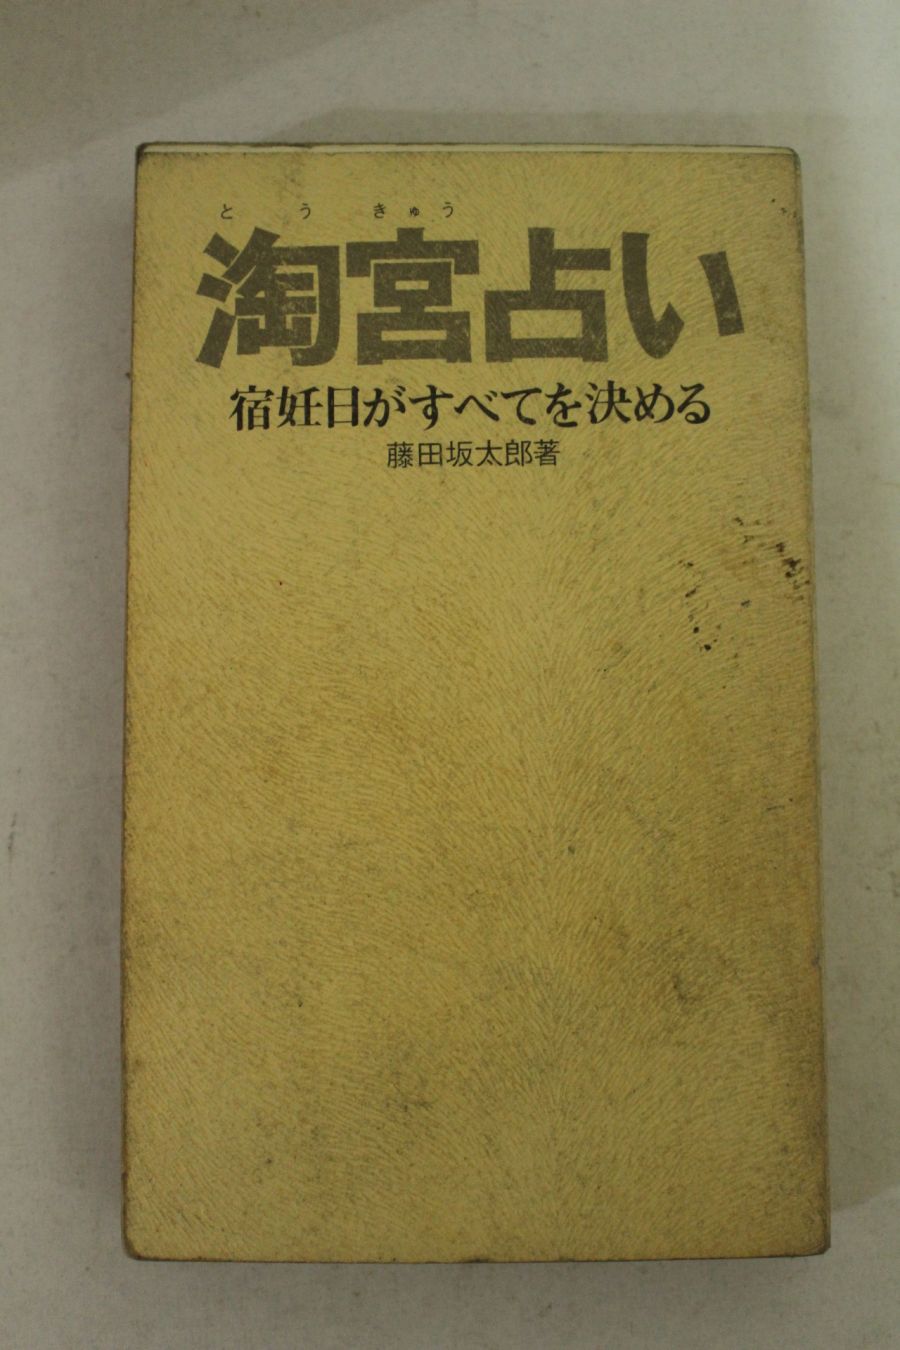 とうきゅう
淘宮占い
宿妊日がすべてを決める
藤田坂太郎著